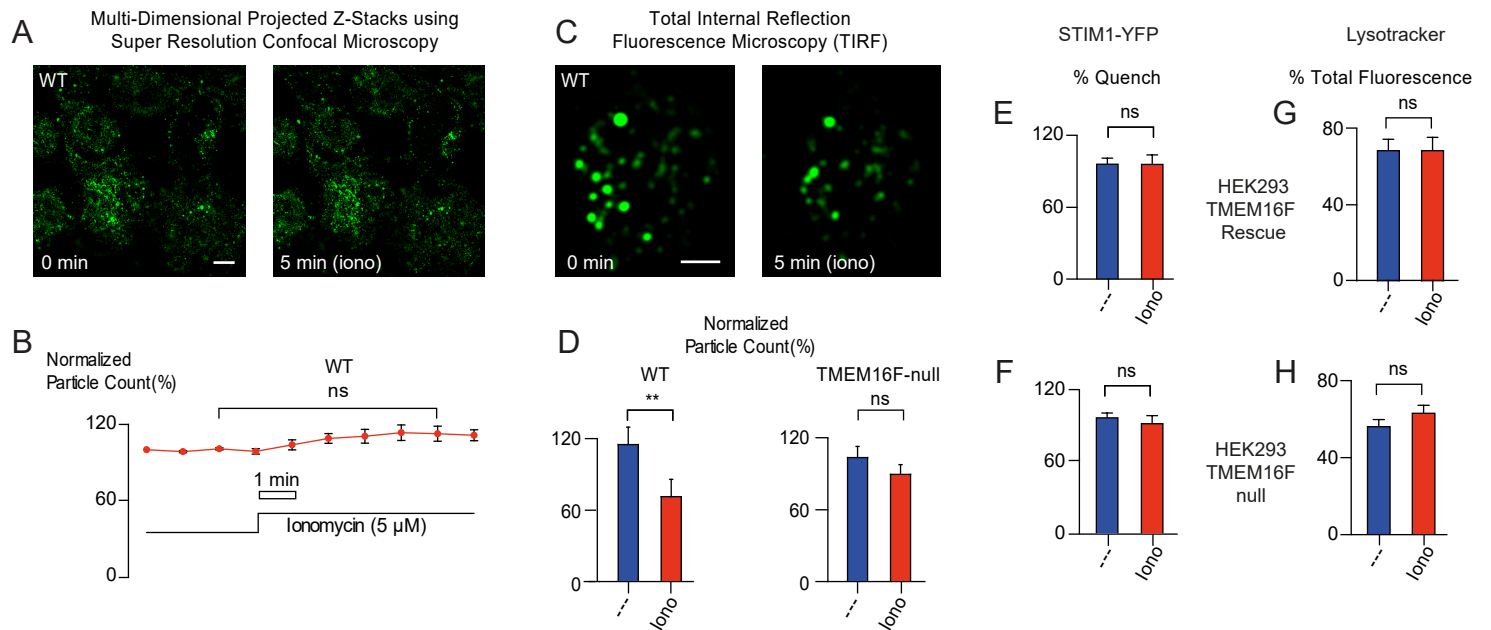 A
Multi-Dimensional Projected Z-Stacks using
Super Resolution Confocal Microscopy
WT
0 min
5 min (iono)
B
Normalized
Particle Count(%)
WT
ns
120
60
0
1 min
Ionomycin (5 µM)
C
Total Internal Reflection
Fluorescence Microscopy (TIRF)
WT
0 min
5 min (iono)
D
Normalized
Particle Count(%)
WT
**
120
60
0
---
Iono
TMEM16F-null
ns
120
60
0
---
Iono
STIM1-YFP
% Quench
E
ns
120
60
0
---
Iono
Lysotracker
% Total Fluorescence
G
ns
80
40
0
---
Iono
HEK293
TMEM16F
Rescue
F
ns
120
60
0
---
Iono
H
ns
80
40
0
---
Iono
HEK293
TMEM16F
null